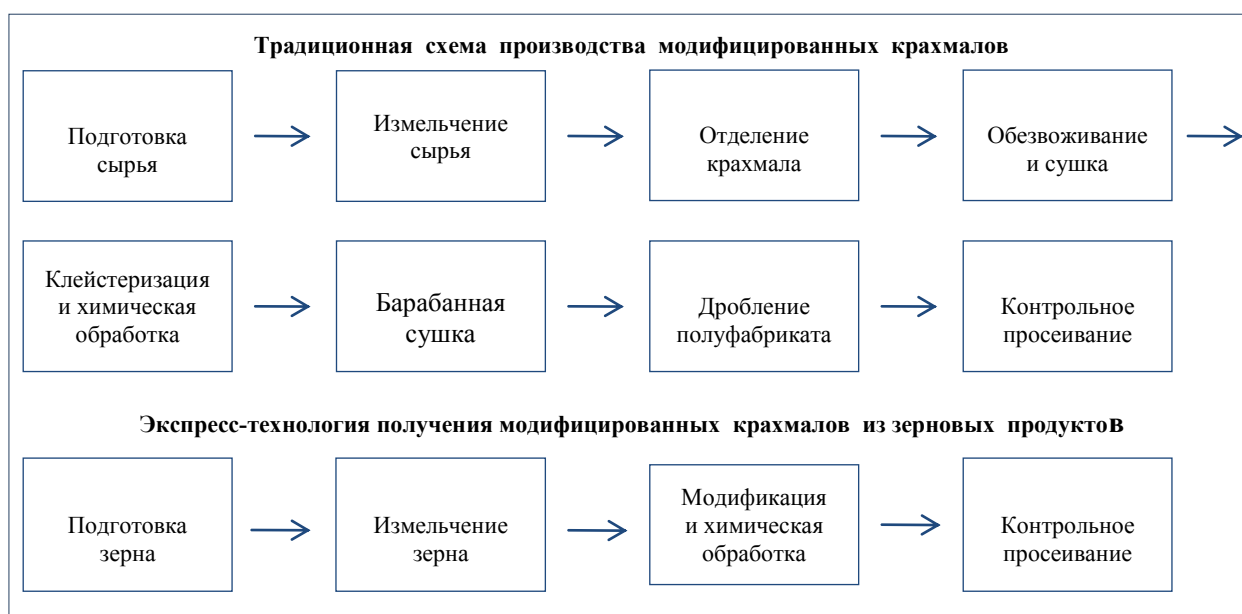 Традиционная схема производства модифицированных крахмалов
Подготовка
сырья
Измельчение
сырья
Отделение
крахмала
Обезвоживание
и сушка
Клейстеризация
и химическая
обработка
Барабанная
сушка
Дробление
полуфабриката
Контрольное
просеивание
Экспресс-технология получения модифицированных крахмалов из зерновых продуктов
Подготовка
зерна
Измельчение
зерна
Модификация
и химическая
обработка
Контрольное
просеивание